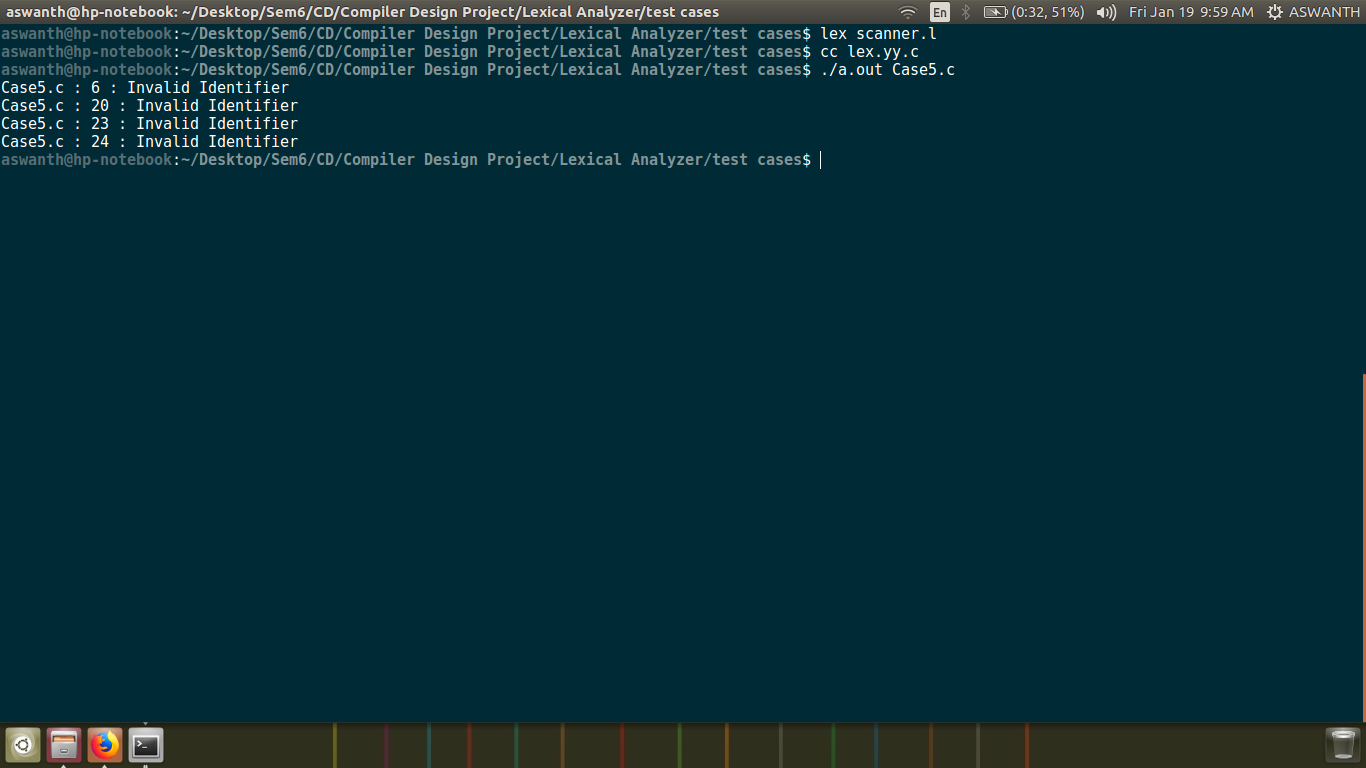 aswanth@hp-notebook: ~/Desktop/Sem6/CD/Compiler Design Project/Lexical Analyzer/test cases En (0:32, 51%) Fri Jan 19 9:59 AM ASWANTH
aswanth@hp-notebook:~/Desktop/Sem6/CD/Compiler Design Project/Lexical Analyzer/test cases$ lex scanner.l
aswanth@hp-notebook:~/Desktop/Sem6/CD/Compiler Design Project/Lexical Analyzer/test cases$ cc lex.yy.c
aswanth@hp-notebook:~/Desktop/Sem6/CD/Compiler Design Project/Lexical Analyzer/test cases$ ./a.out Case5.c
Case5.c : 6 : Invalid Identifier
Case5.c : 20 : Invalid Identifier
Case5.c : 23 : Invalid Identifier
Case5.c : 24 : Invalid Identifier
aswanth@hp-notebook:~/Desktop/Sem6/CD/Compiler Design Project/Lexical Analyzer/test cases$